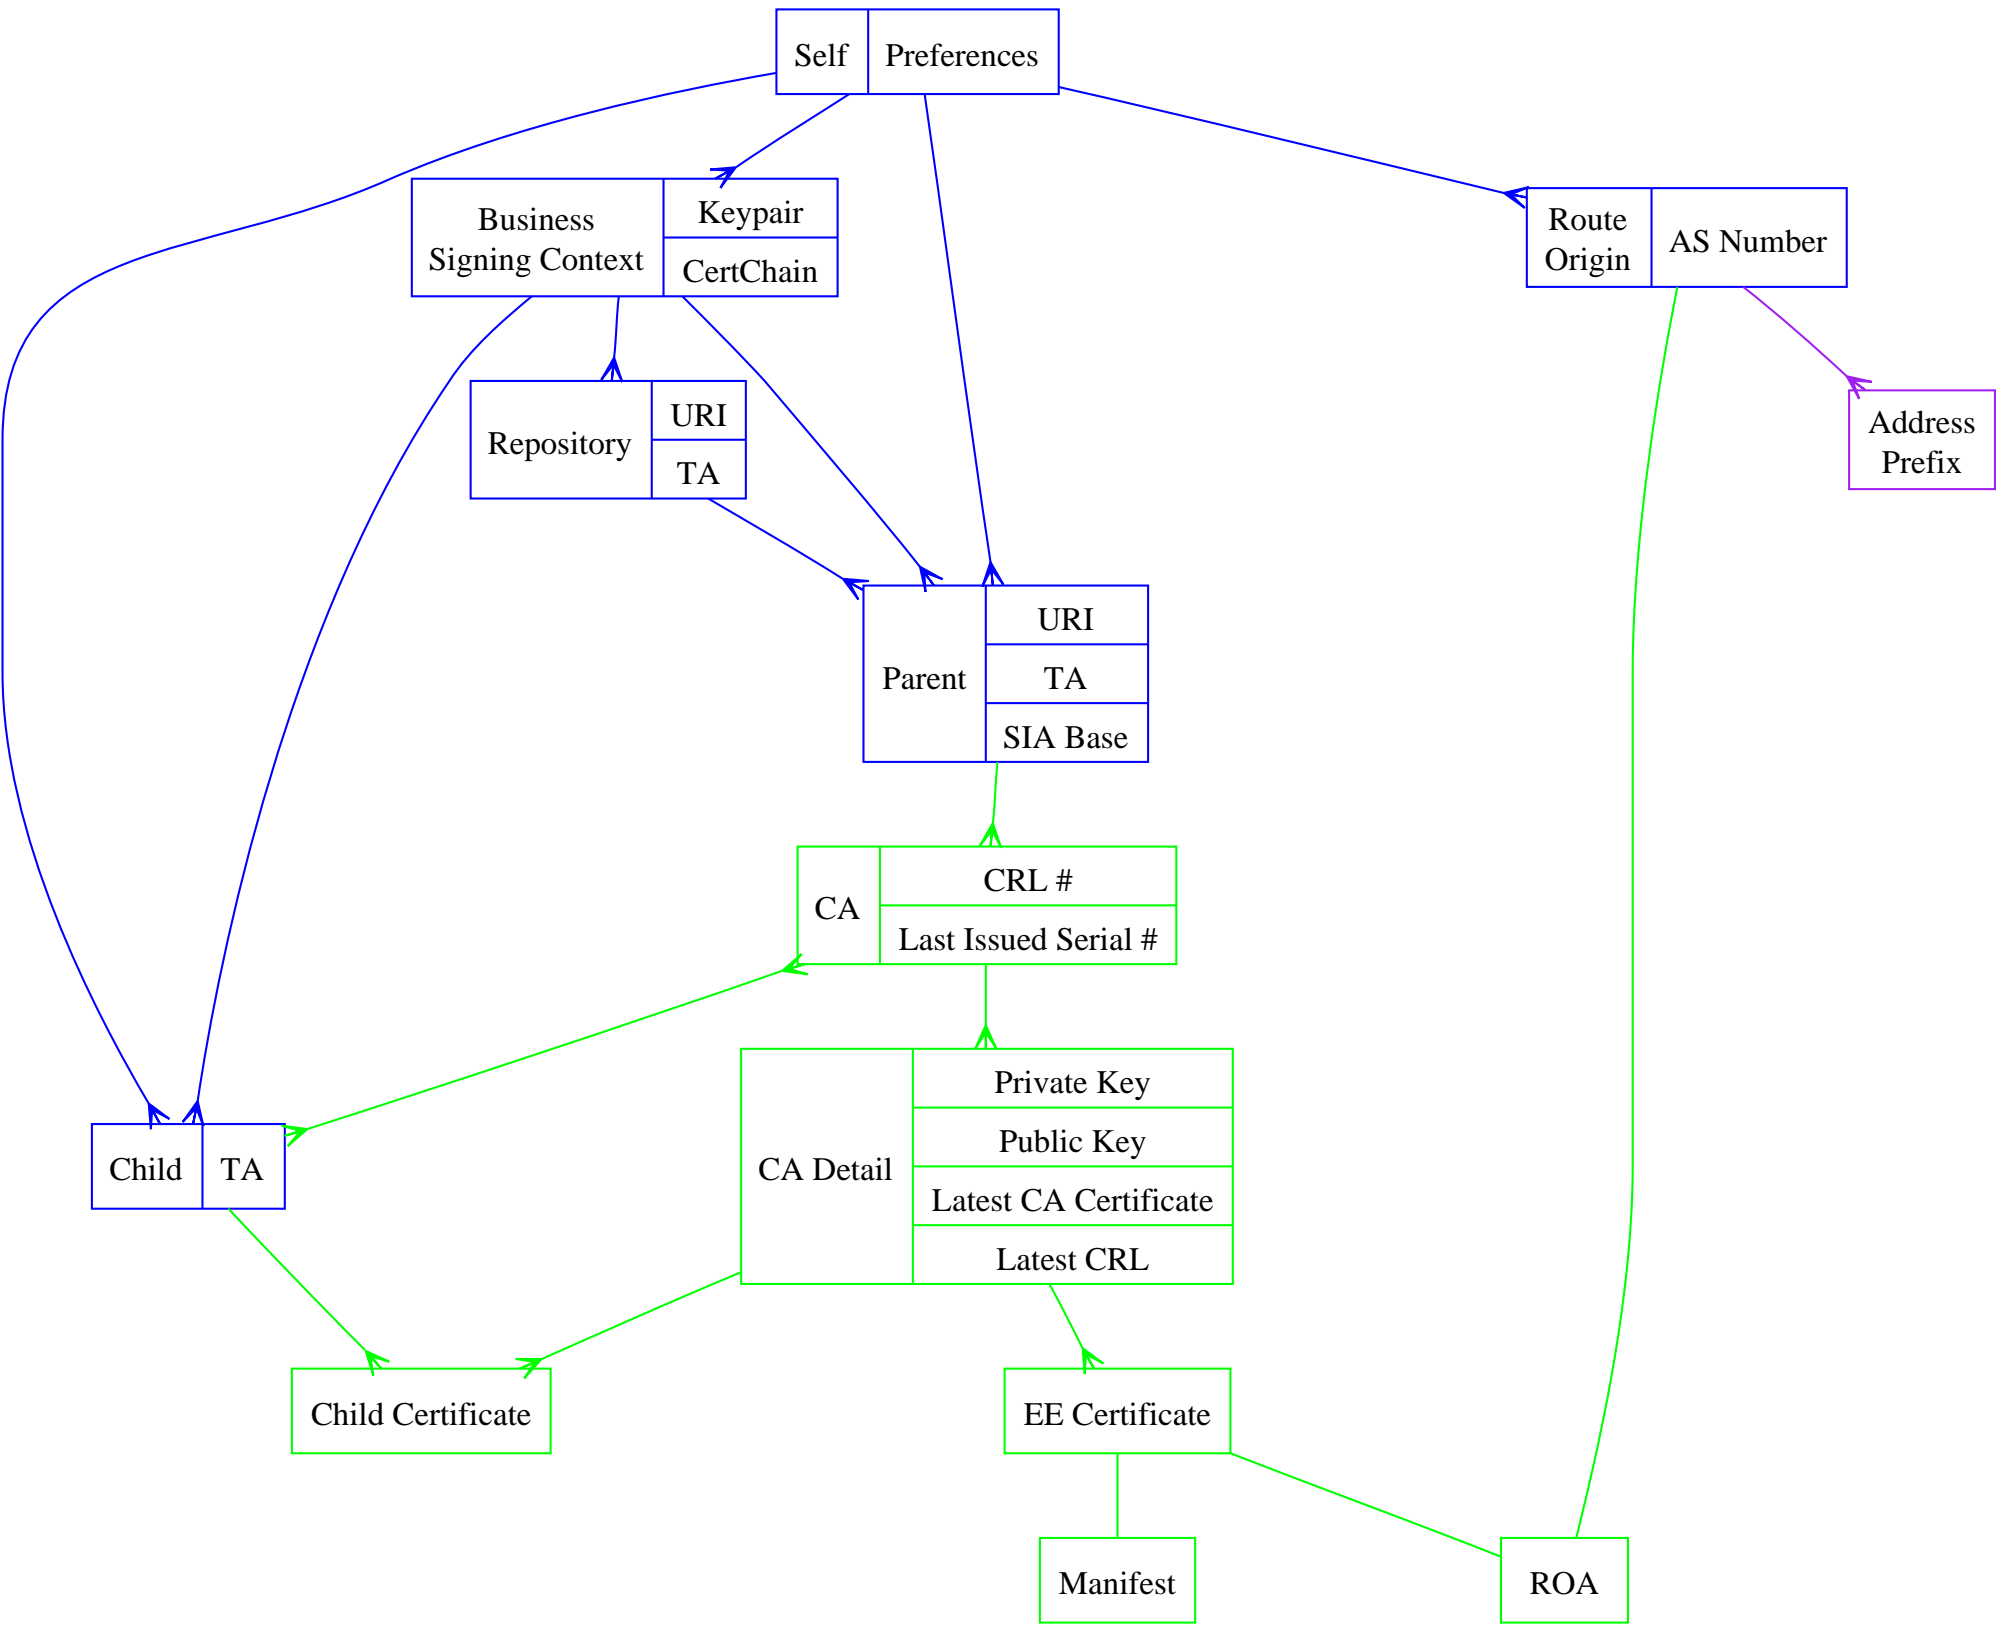 Self
Preferences
Business
Signing Context
Keypair
CertChain
Route
Origin
AS Number
Repository
URI
TA
Address
Prefix
Parent
URI
TA
SIA Base
CA
CRL #
Last Issued Serial #
Child
TA
CA Detail
Private Key
Public Key
Latest CA Certificate
Latest CRL
Child Certificate
EE Certificate
Manifest
ROA